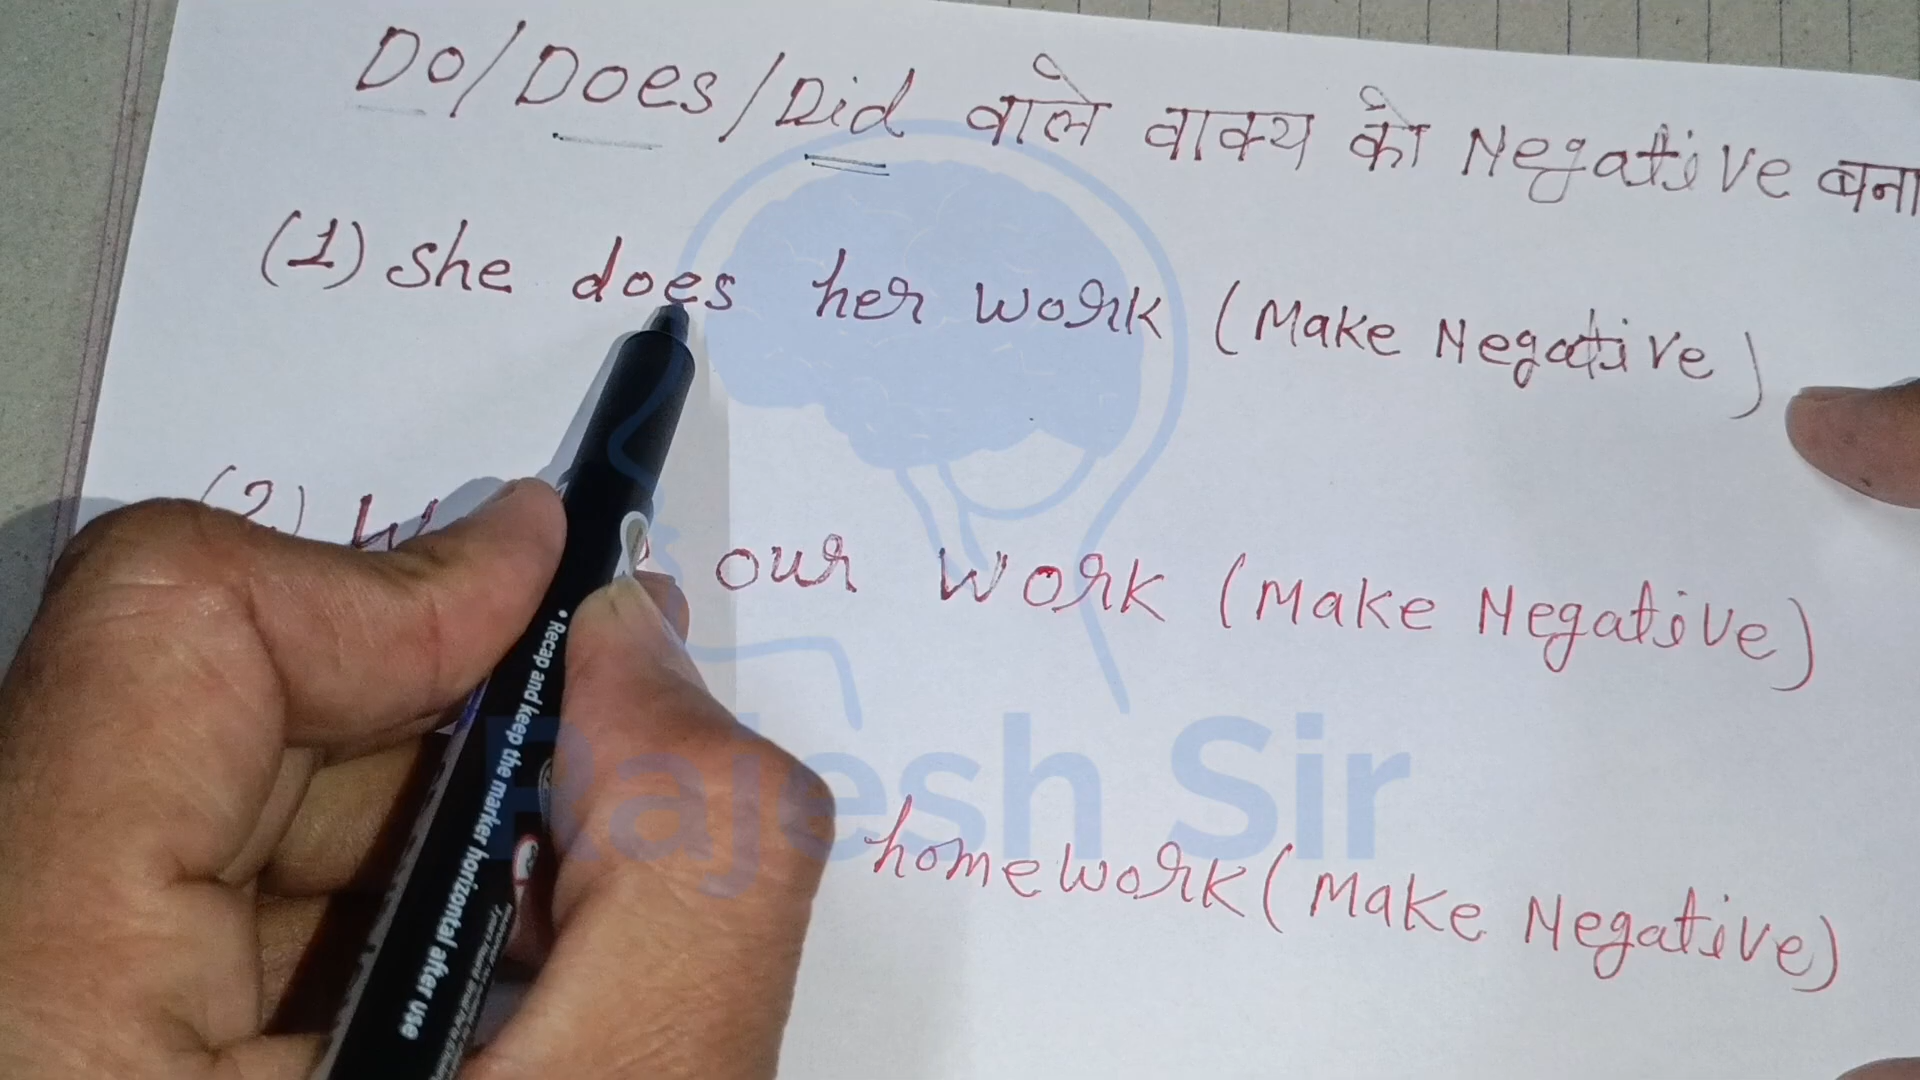 Do/Does/Did वाले वाक्य को Negative बना
(1) She does her work (Make Negative)
(2) our work (Make Negative)
homework (Make Negative)
Rajesh Sir
• Recap and keep the marker horizontal after use